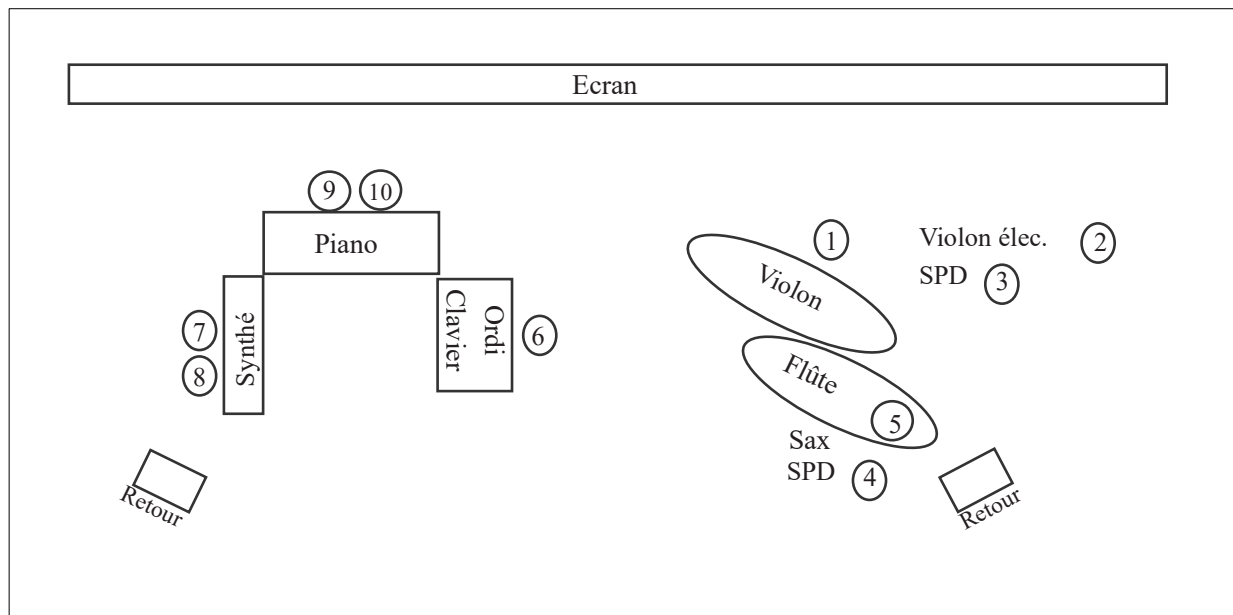 Ecran
9 10
Piano
1
Violon élec. 2
SPD 3
Violon
7
8
Synthé
Ordi
Clavier
6
Flûte
5
Sax
SPD 4
Retour
Retour